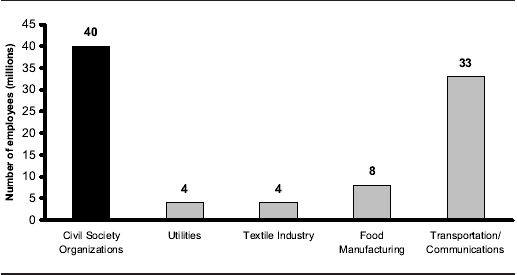 Number of employees (millions)
45
40
35
30
25
20
15
10
5
0
40
4
4
8
33
Civil Society
Organizations
Utilities
Textile Industry
Food
Manufacturing
Transportation/
Communications